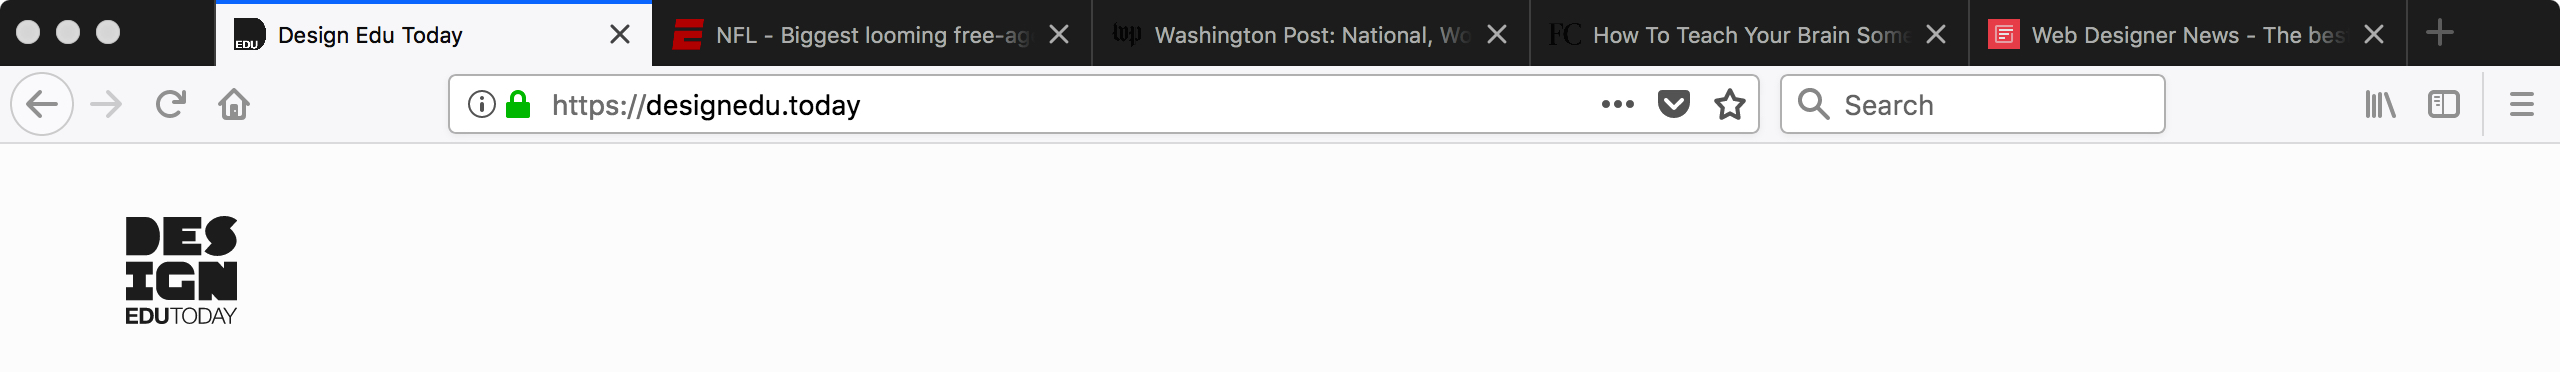 EDU Design Edu Today
NFL - Biggest looming free-ag
wp Washington Post: National, Wo
FC How To Teach Your Brain Some
Web Designer News - The bes
https://designedu.today
Search
DES
IGN
EDUTODAY